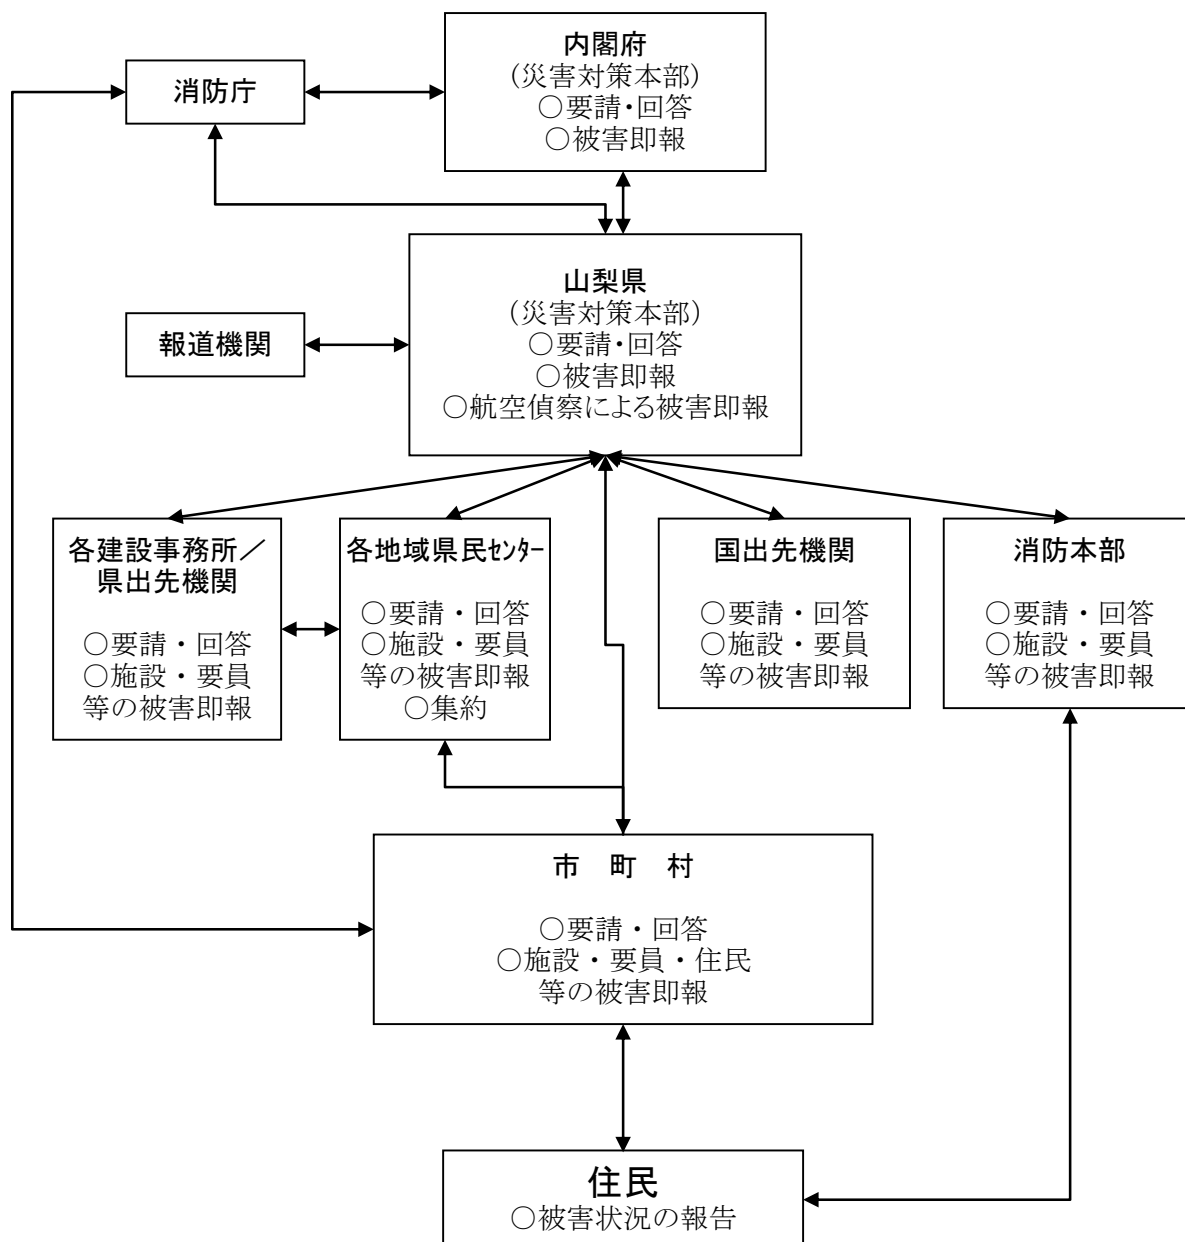 内閣府
(災害対策本部)
○要請・回答
○被害即報
消防庁
山梨県
(災害対策本部)
○要請・回答
○被害即報
○航空偵察による被害即報
報道機関
各建設事務所／
県出先機関
○要請・回答
○施設・要員
等の被害即報
各地域県民ｾﾝﾀｰ
○要請・回答
○施設・要員
等の被害即報
○集約
国出先機関
○要請・回答
○施設・要員
等の被害即報
消防本部
○要請・回答
○施設・要員
等の被害即報
市　町　村
○要請・回答
○施設・要員・住民
等の被害即報
住民
○被害状況の報告